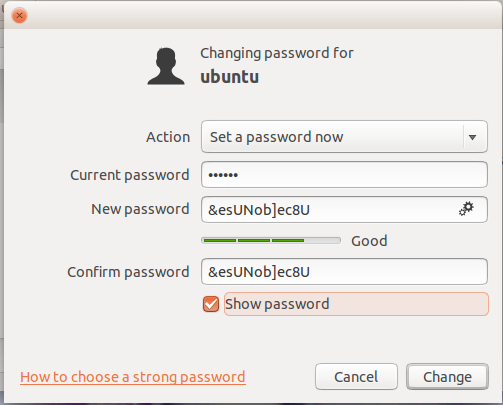 Changing password for
ubuntu
Action Set a password now
Current password ••••••
New password &esUNob]ec8U
Good
Confirm password &esUNob]ec8U
Show password
How to choose a strong password Cancel Change